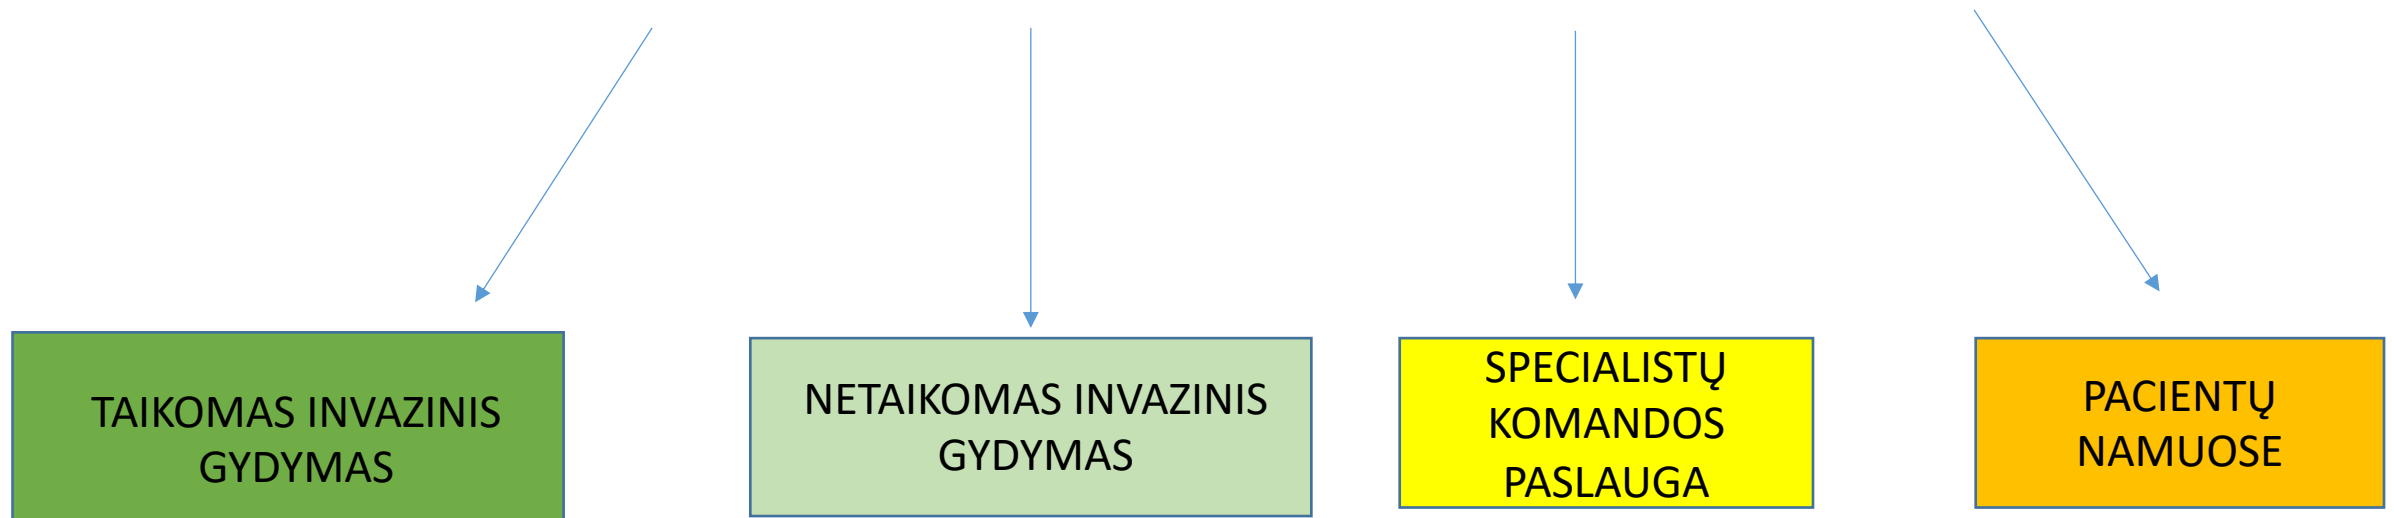 TAIKOMAS INVAZINIS
GYDYMAS
NETAIKOMAS INVAZINIS
GYDYMAS
SPECIALISTŲ
KOMANDOS
PASLAUGA
PACIENTŲ
NAMUOSE